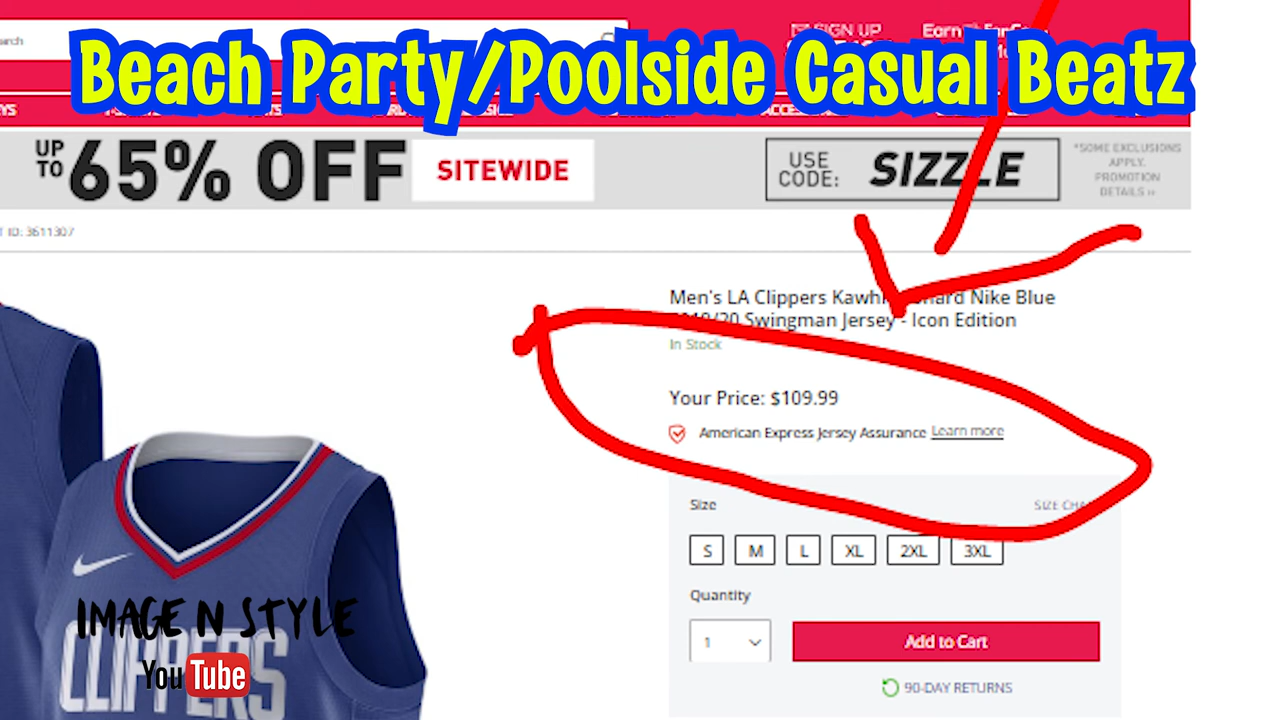 SIGN UP
Beach Party/Poolside Casual Beatz
UP TO 65% OFF SITEWIDE
USE CODE: SIZZLE
*SOME EXCLUSIONS
APPLY.
PROMOTION
DETAILS ››
ID: 3611307
Men's LA Clippers Nike Blue
Swingman Jersey - Icon Edition
In Stock
Your Price: $109.99
American Express Jersey Assurance Learn more
Size
S M L XL 2XL 3XL
Quantity
1 Add to Cart
90-DAY RETURNS
IMAGE N STYLE
CLIPPERS
YouTube